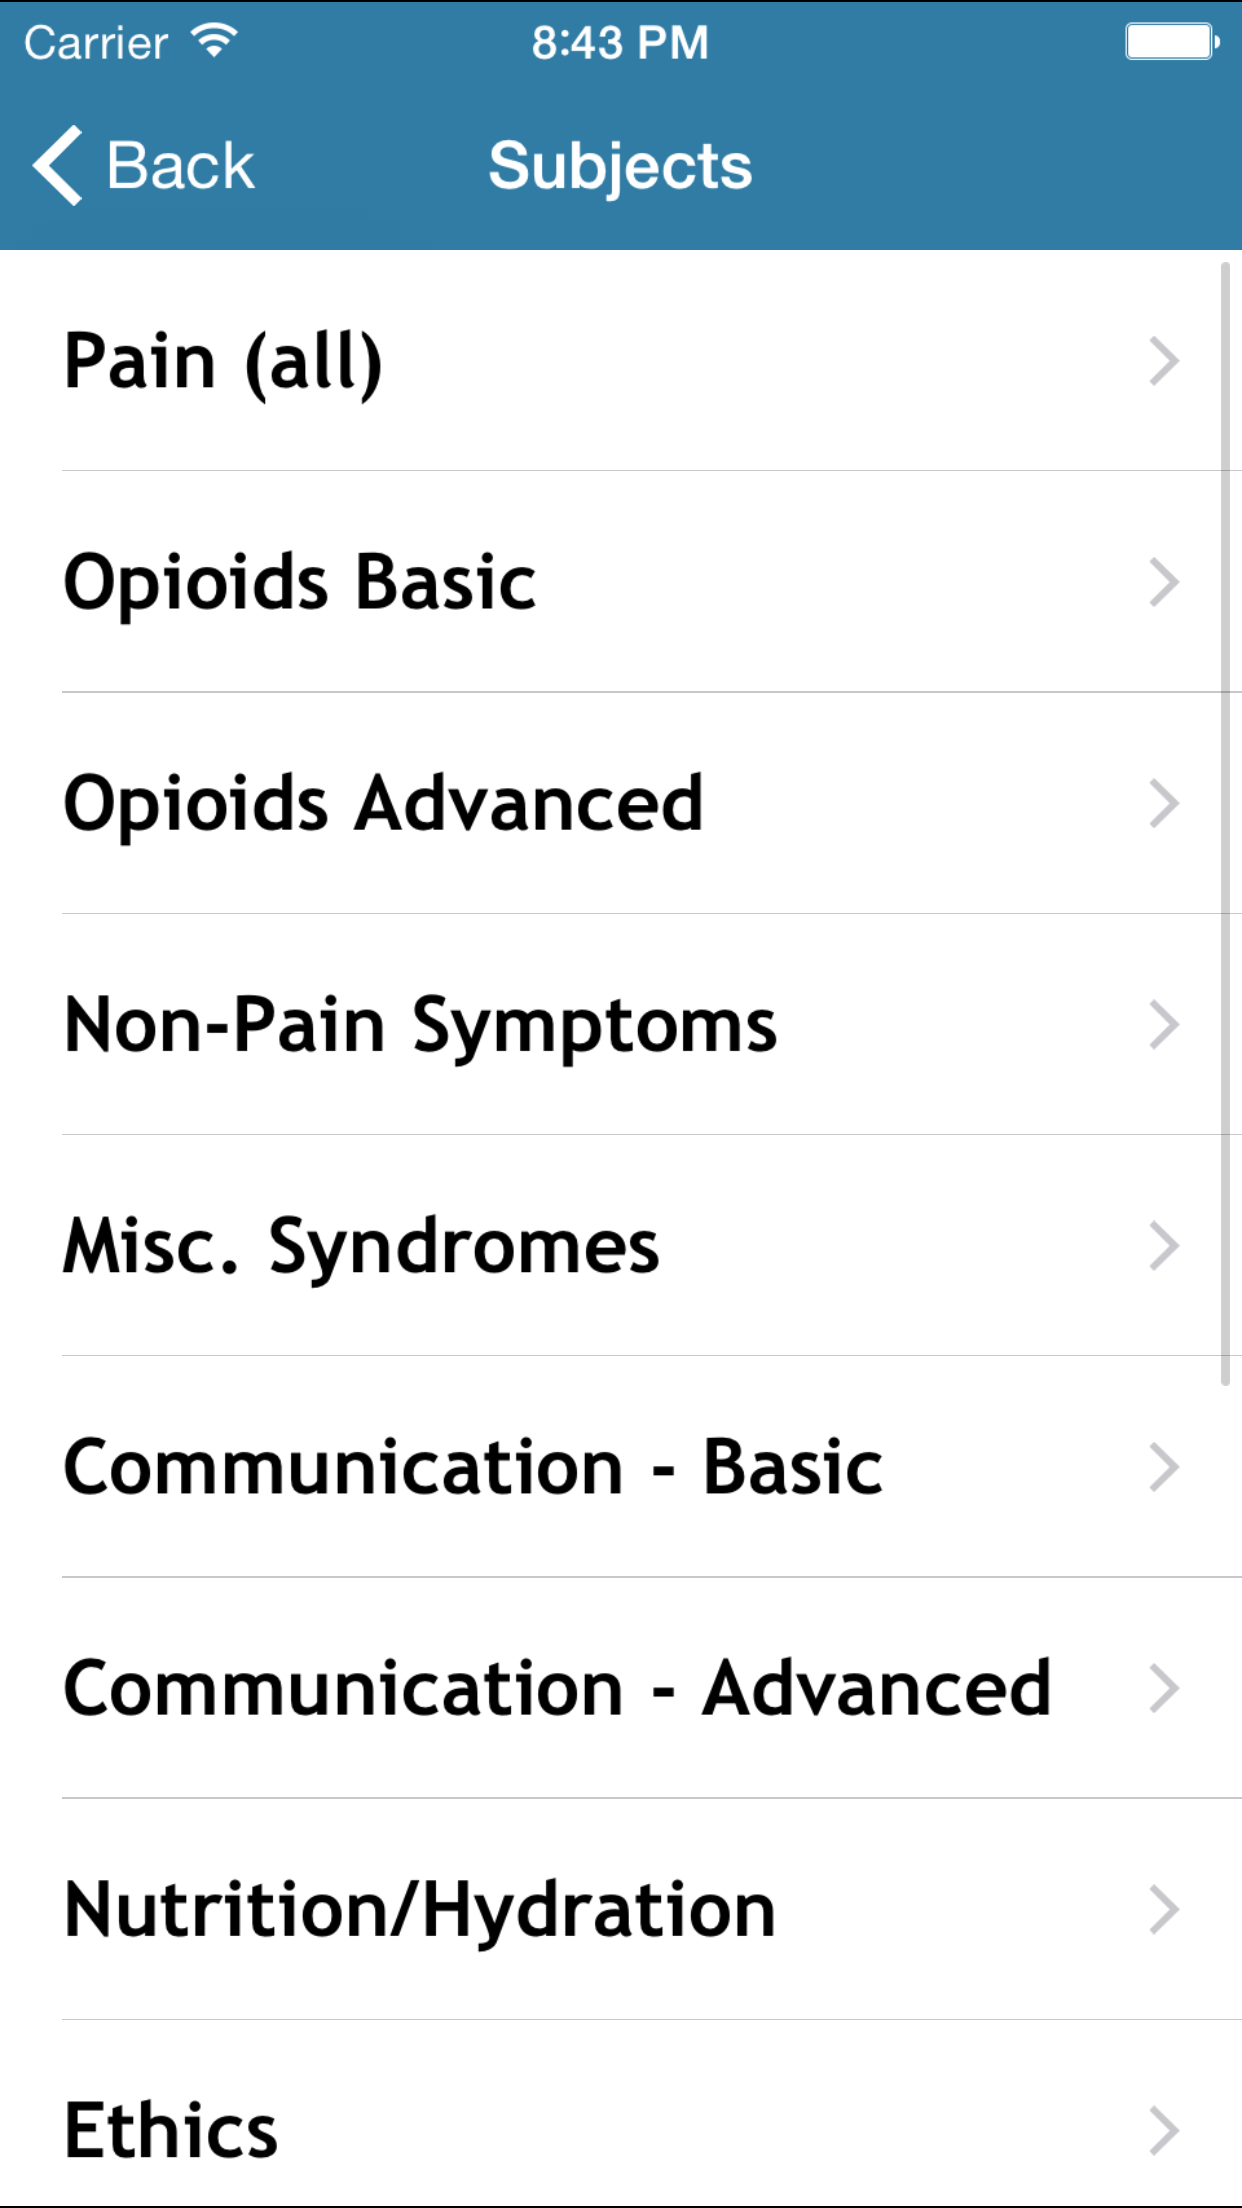 Carrier 8:43 PM
Back Subjects
Pain (all)
Opioids Basic
Opioids Advanced
Non-Pain Symptoms
Misc. Syndromes
Communication - Basic
Communication - Advanced
Nutrition/Hydration
Ethics